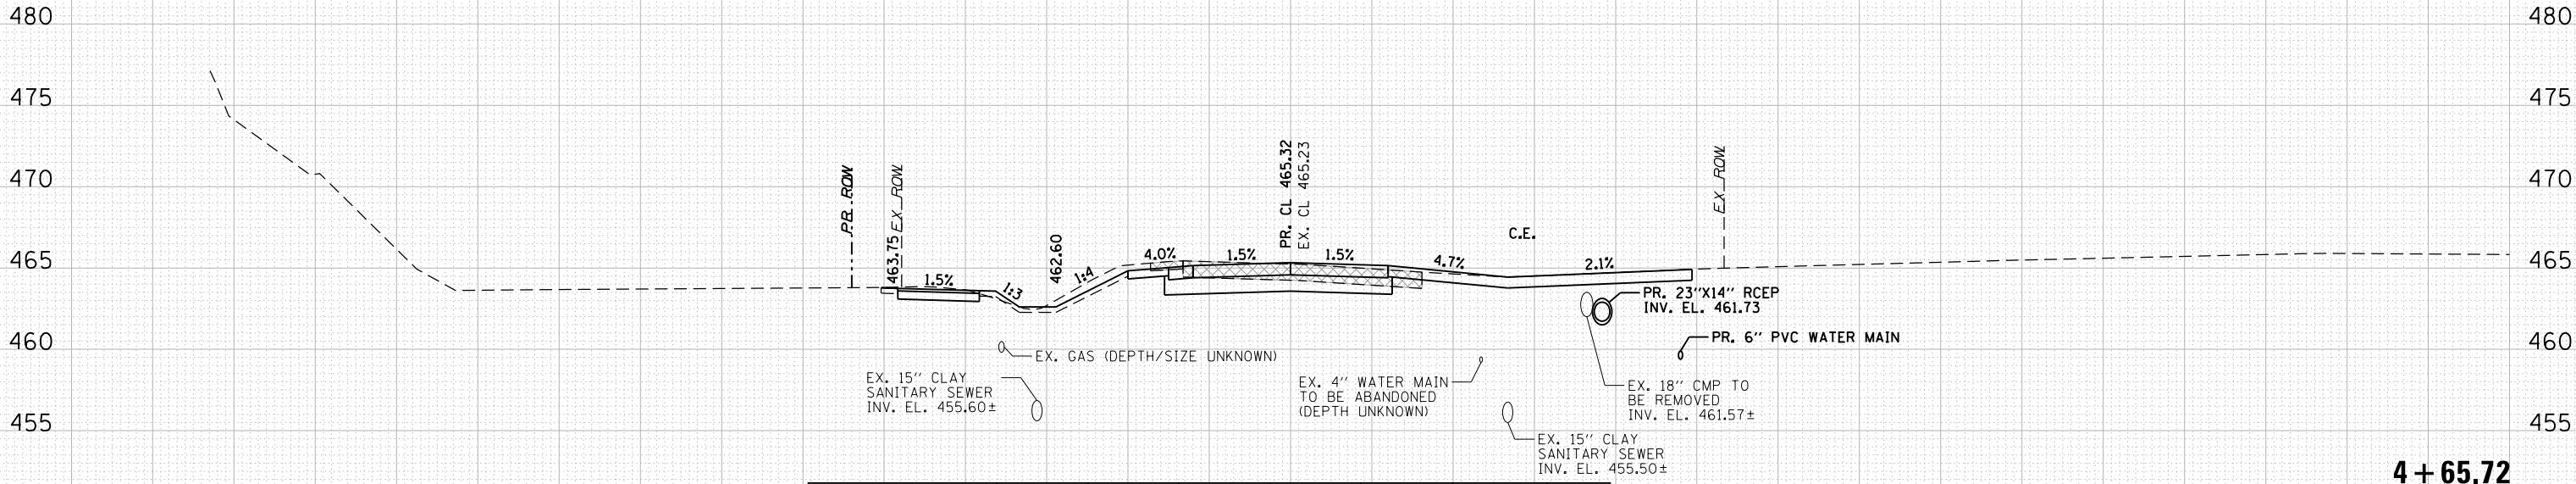 480
480
475
475
470
470
465
465
460
460
455
455
PR. ROW
EX. ROW
463.75
1.5%
1:3
462.60
1:4
4.0%
1.5%
PR. CL 465.32
EX. CL 465.23
1.5%
4.7%
C.E.
2.1%
EX. ROW
PR. 23"X14" RCEP
INV. EL. 461.73
PR. 6" PVC WATER MAIN
EX. GAS (DEPTH/SIZE UNKNOWN)
EX. 15" CLAY
SANITARY SEWER
INV. EL. 455.60±
EX. 4" WATER MAIN
TO BE ABANDONED
(DEPTH UNKNOWN)
EX. 18" CMP TO
BE REMOVED
INV. EL. 461.57±
EX. 15" CLAY
SANITARY SEWER
INV. EL. 455.50±
4+65.72